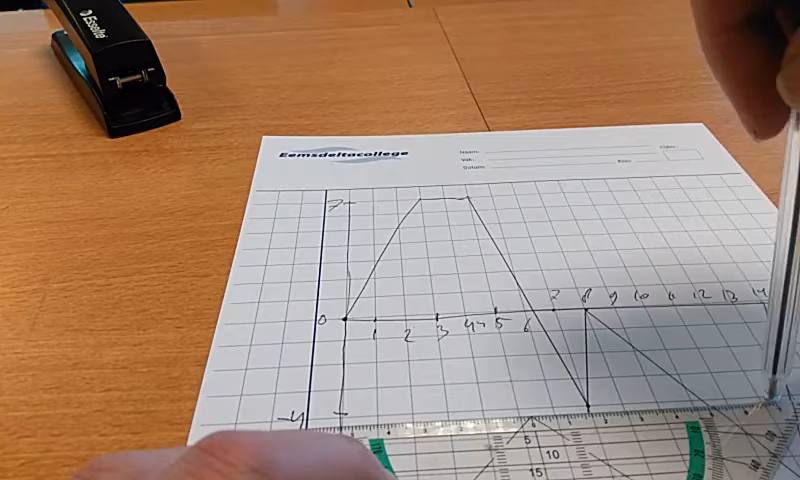 Esselte
Eemsdeltacollege
Naam:
Vak:
Datum:
Klas:
Cijfer:
7
0
1 2 3 4 5 6 7 8 9 10 11 12 13 14
-4
5
10
15